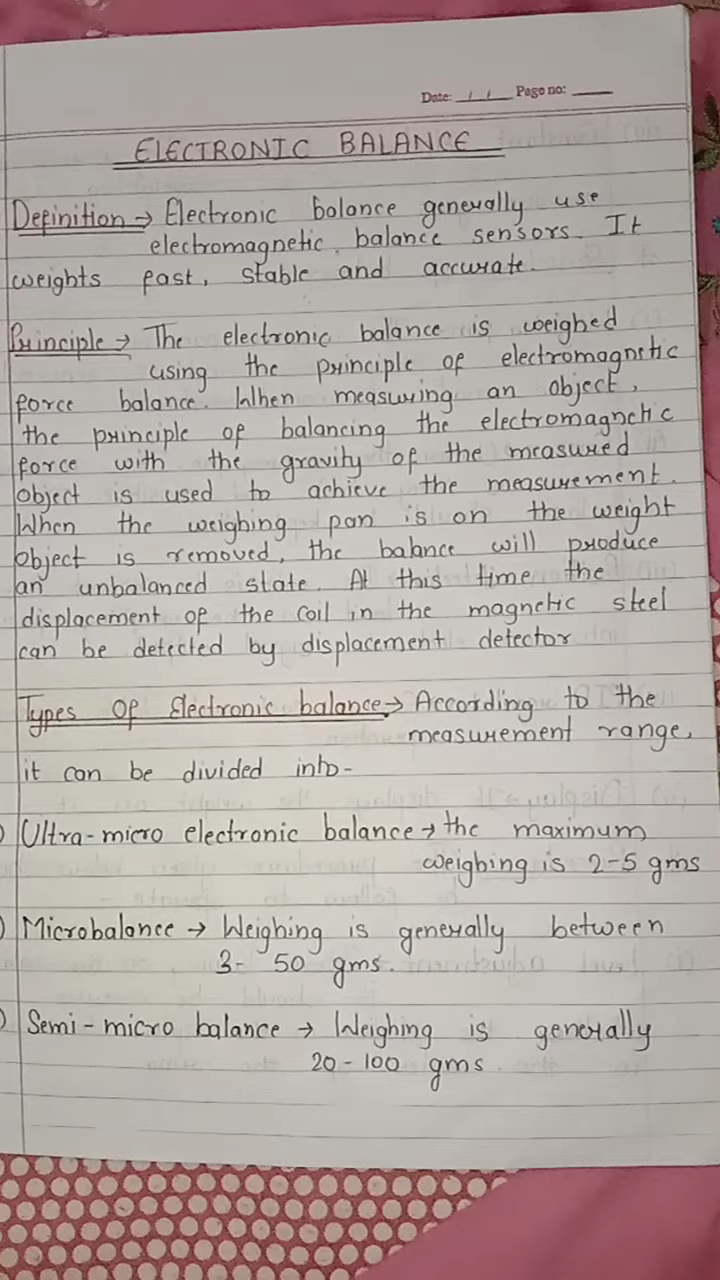 Date: __/__/__ Page no: ____
ELECTRONIC BALANCE
Definition → Electronic balance generally use
electromagnetic balance sensors. It
weights fast, stable and accurate.
Principle → The electronic balance is weighed
using the principle of electromagnetic
force balance. When measuring an object,
the principle of balancing the electromagnetic
force with the gravity of the measured
object is used to achieve the measurement.
When the weighing pan is on the weight
object is removed, the balance will produce
an unbalanced state. At this time the
displacement of the coil in the magnetic steel
can be detected by displacement detector
Types Of Electronic balance → According to the
measurement range,
it can be divided into-
) Ultra-micro electronic balance → the maximum
weighing is 2-5 gms
) Microbalance → Weighing is generally between
3- 50 gms.
) Semi-micro balance → Weighing is generally
20-100 gms